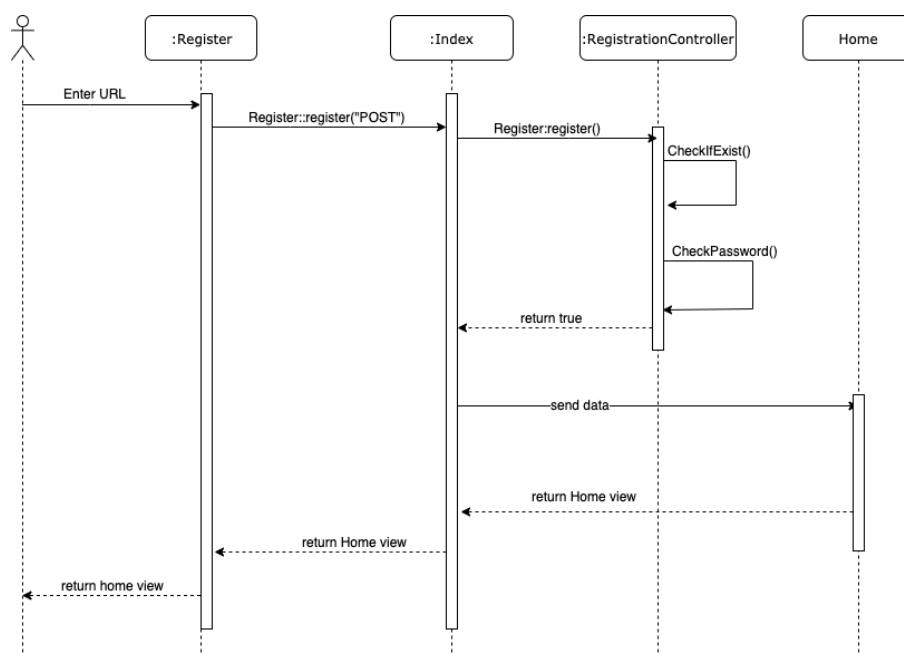 :Register
:Index
:RegistrationController
Home
Enter URL
Register::register("POST")
Register:register()
CheckIfExist()
CheckPassword()
return true
send data
return Home view
return Home view
return home view